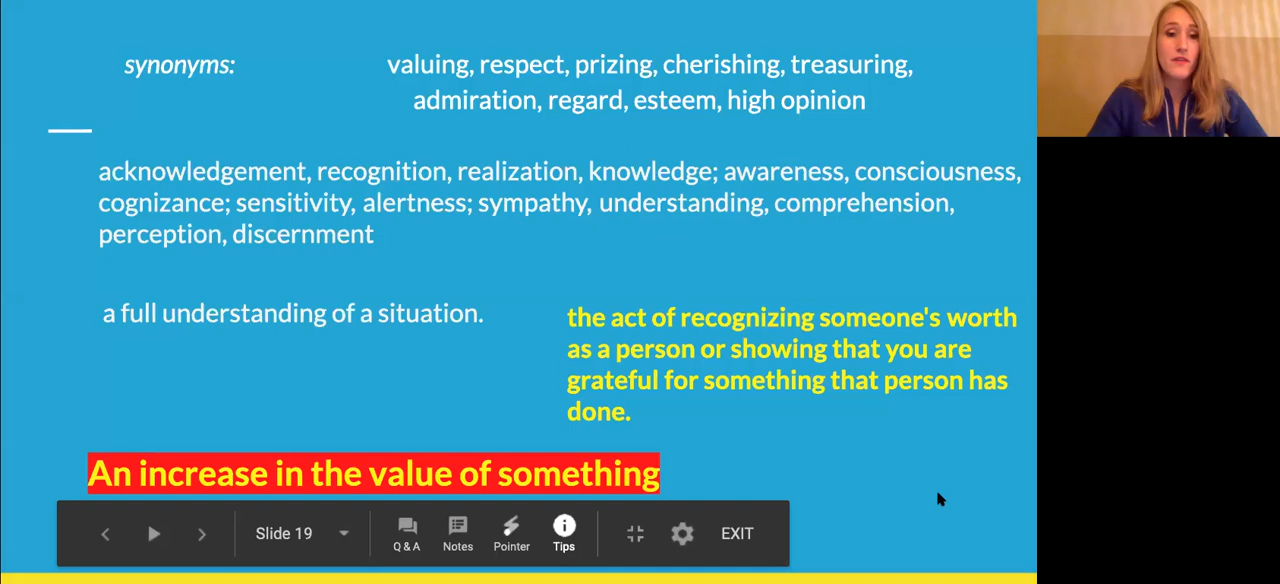 synonyms:
valuing, respect, prizing, cherishing, treasuring,
admiration, regard, esteem, high opinion
acknowledgement, recognition, realization, knowledge; awareness, consciousness,
cognizance; sensitivity, alertness; sympathy, understanding, comprehension,
perception, discernment
a full understanding of a situation.
the act of recognizing someone's worth
as a person or showing that you are
grateful for something that person has
done.
An increase in the value of something
Slide 19
Q & A
Notes
Pointer
Tips
EXIT